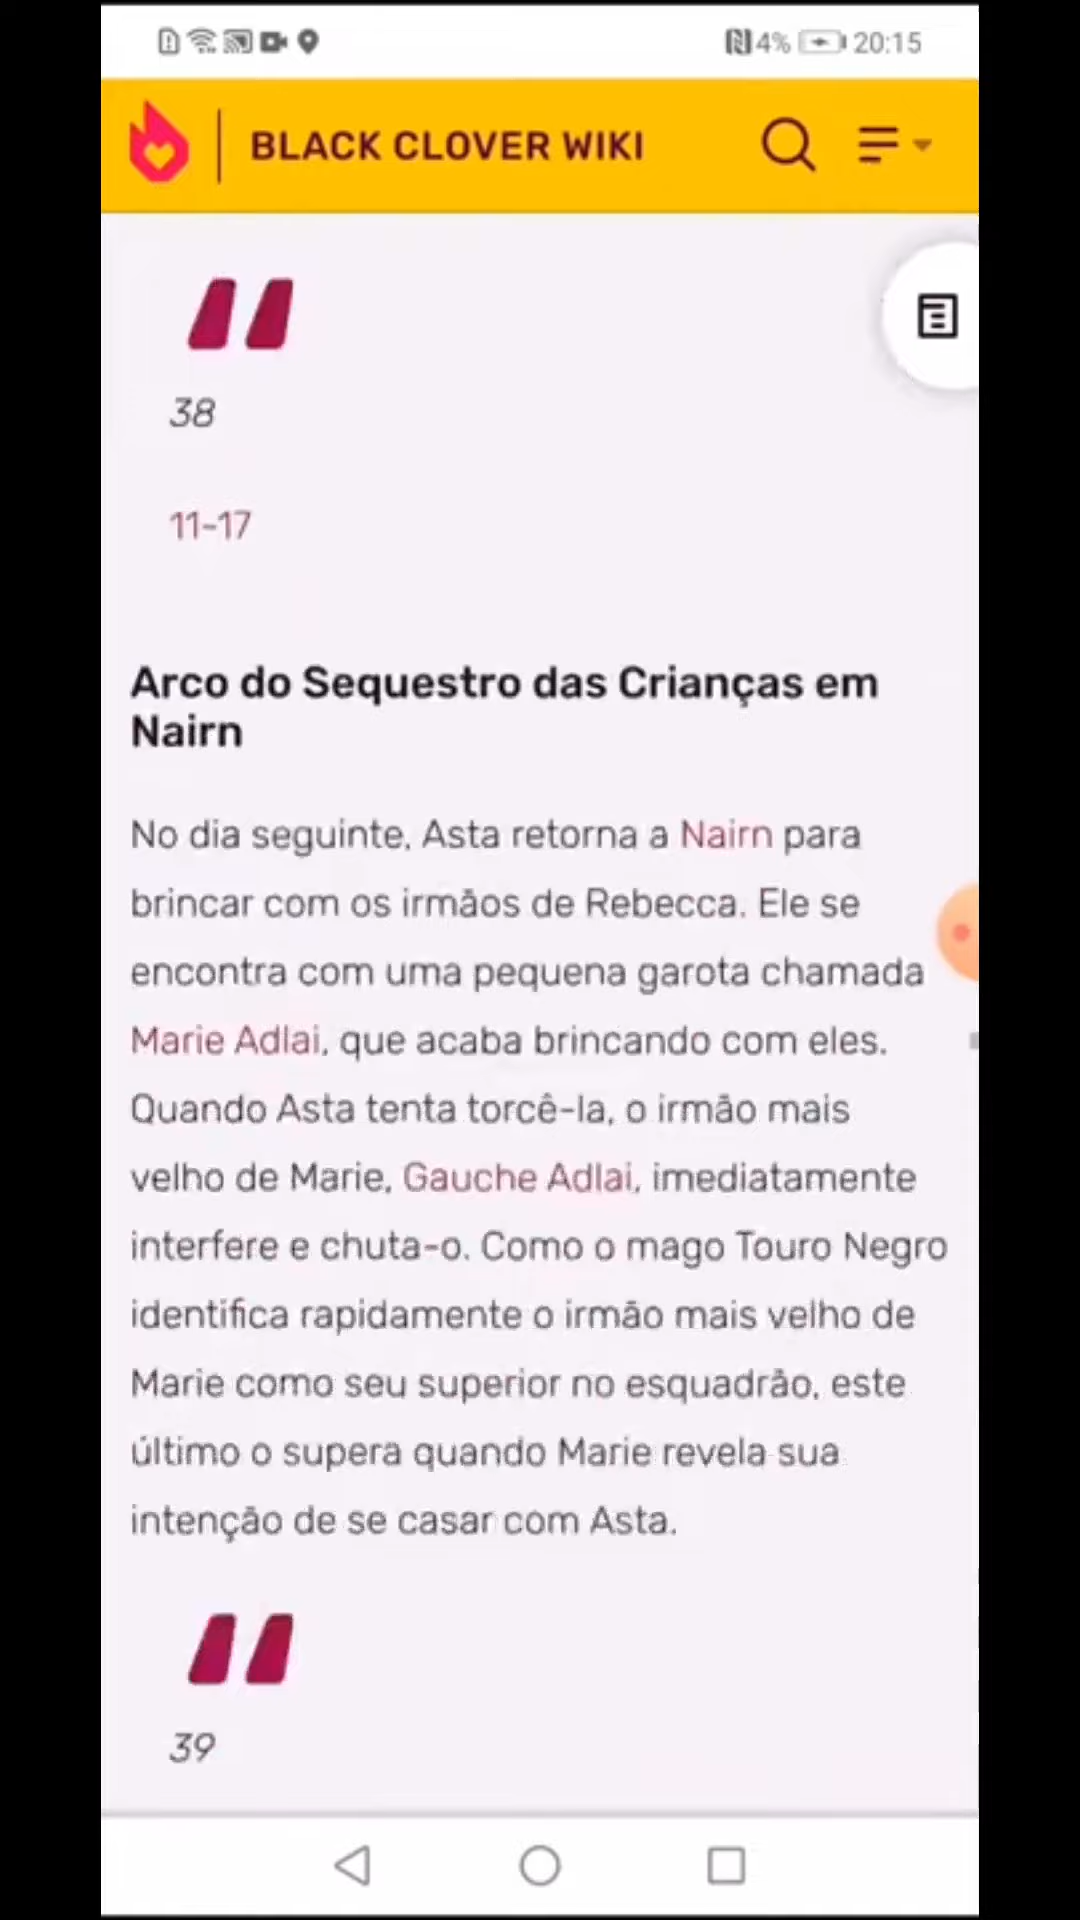 4% 20:15
BLACK CLOVER WIKI
38
11-17
Arco do Sequestro das Crianças em
Nairn
No dia seguinte, Asta retorna a Nairn para
brincar com os irmãos de Rebecca. Ele se
encontra com uma pequena garota chamada
Marie Adlai, que acaba brincando com eles.
Quando Asta tenta torcê-la, o irmão mais
velho de Marie, Gauche Adlai, imediatamente
interfere e chuta-o. Como o mago Touro Negro
identifica rapidamente o irmão mais velho de
Marie como seu superior no esquadrão, este
último o supera quando Marie revela sua
intenção de se casar com Asta.
39